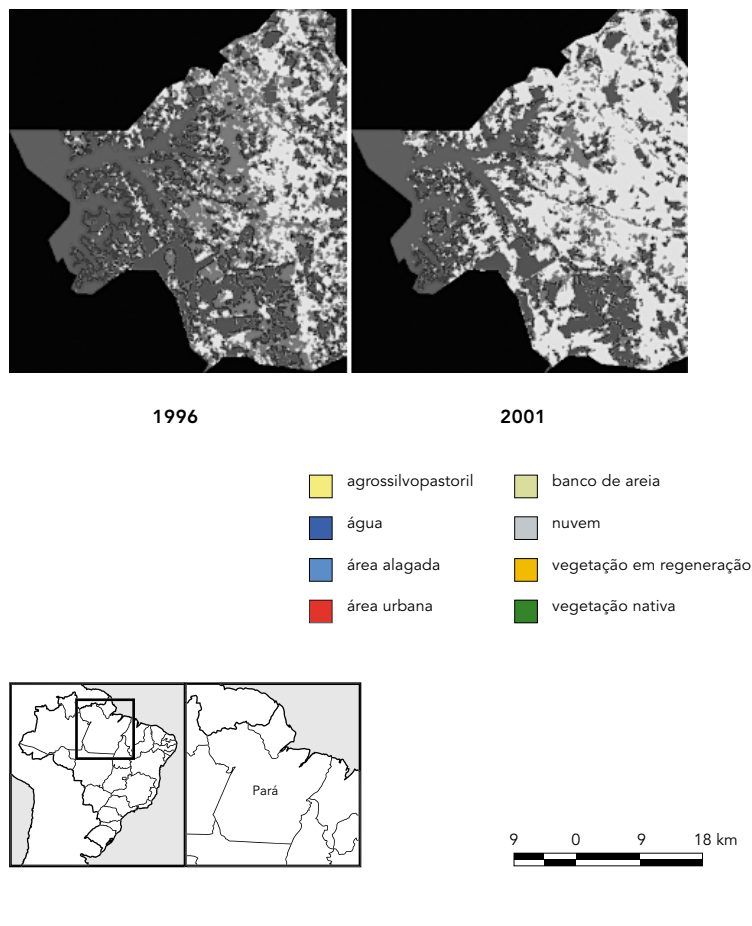 1996
2001
agrossilvopastoril
água
área alagada
área urbana
banco de areia
nuvem
vegetação em regeneração
vegetação nativa
Pará
9 0 9 18 km